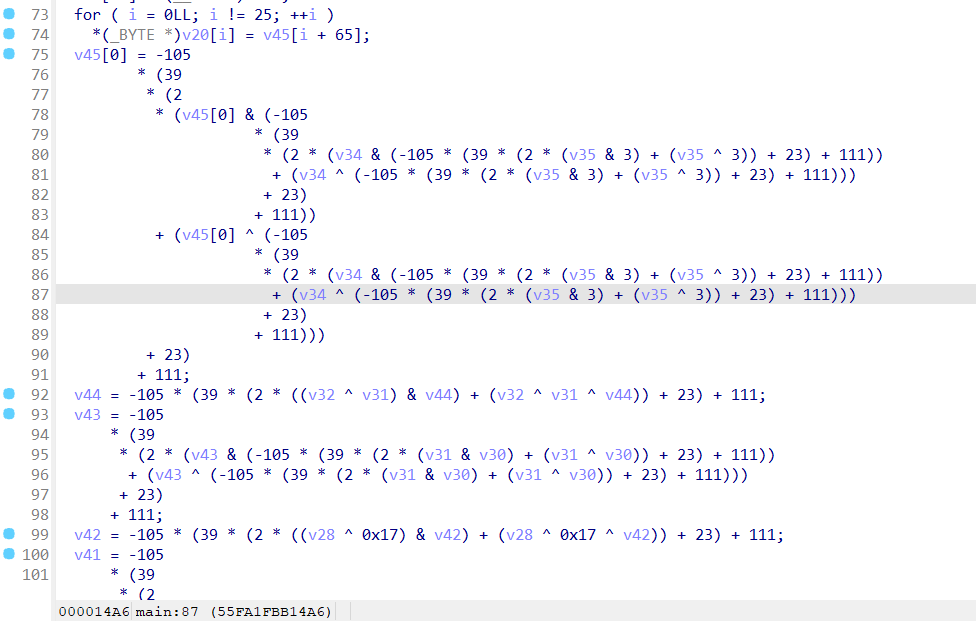 73 for ( i = 0LL; i != 25; ++i )
74 *(_BYTE *)v20[i] = v45[i + 65];
75 v45[0] = -105
76 * (39
77 * (2
78 * (v45[0] & (-105
79 * (39
80 * (2 * (v34 & (-105 * (39 * (2 * (v35 & 3) + (v35 ^ 3)) + 23) + 111))
81 + (v34 ^ (-105 * (39 * (2 * (v35 & 3) + (v35 ^ 3)) + 23) + 111)))
82 + 23)
83 + 111))
84 + (v45[0] ^ (-105
85 * (39
86 * (2 * (v34 & (-105 * (39 * (2 * (v35 & 3) + (v35 ^ 3)) + 23) + 111))
87 + (v34 ^ (-105 * (39 * (2 * (v35 & 3) + (v35 ^ 3)) + 23) + 111)))
88 + 23)
89 + 111)))
90 + 23)
91 + 111;
92 v44 = -105 * (39 * (2 * ((v32 ^ v31) & v44) + (v32 ^ v31 ^ v44)) + 23) + 111;
93 v43 = -105
94 * (39
95 * (2 * (v43 & (-105 * (39 * (2 * (v31 & v30) + (v31 ^ v30)) + 23) + 111))
96 + (v43 ^ (-105 * (39 * (2 * (v31 & v30) + (v31 ^ v30)) + 23) + 111)))
97 + 23)
98 + 111;
99 v42 = -105 * (39 * (2 * ((v28 ^ 0x17) & v42) + (v28 ^ 0x17 ^ v42)) + 23) + 111;
100 v41 = -105
101 * (39
* (2
000014A6 main:87 (55FA1FBB14A6)